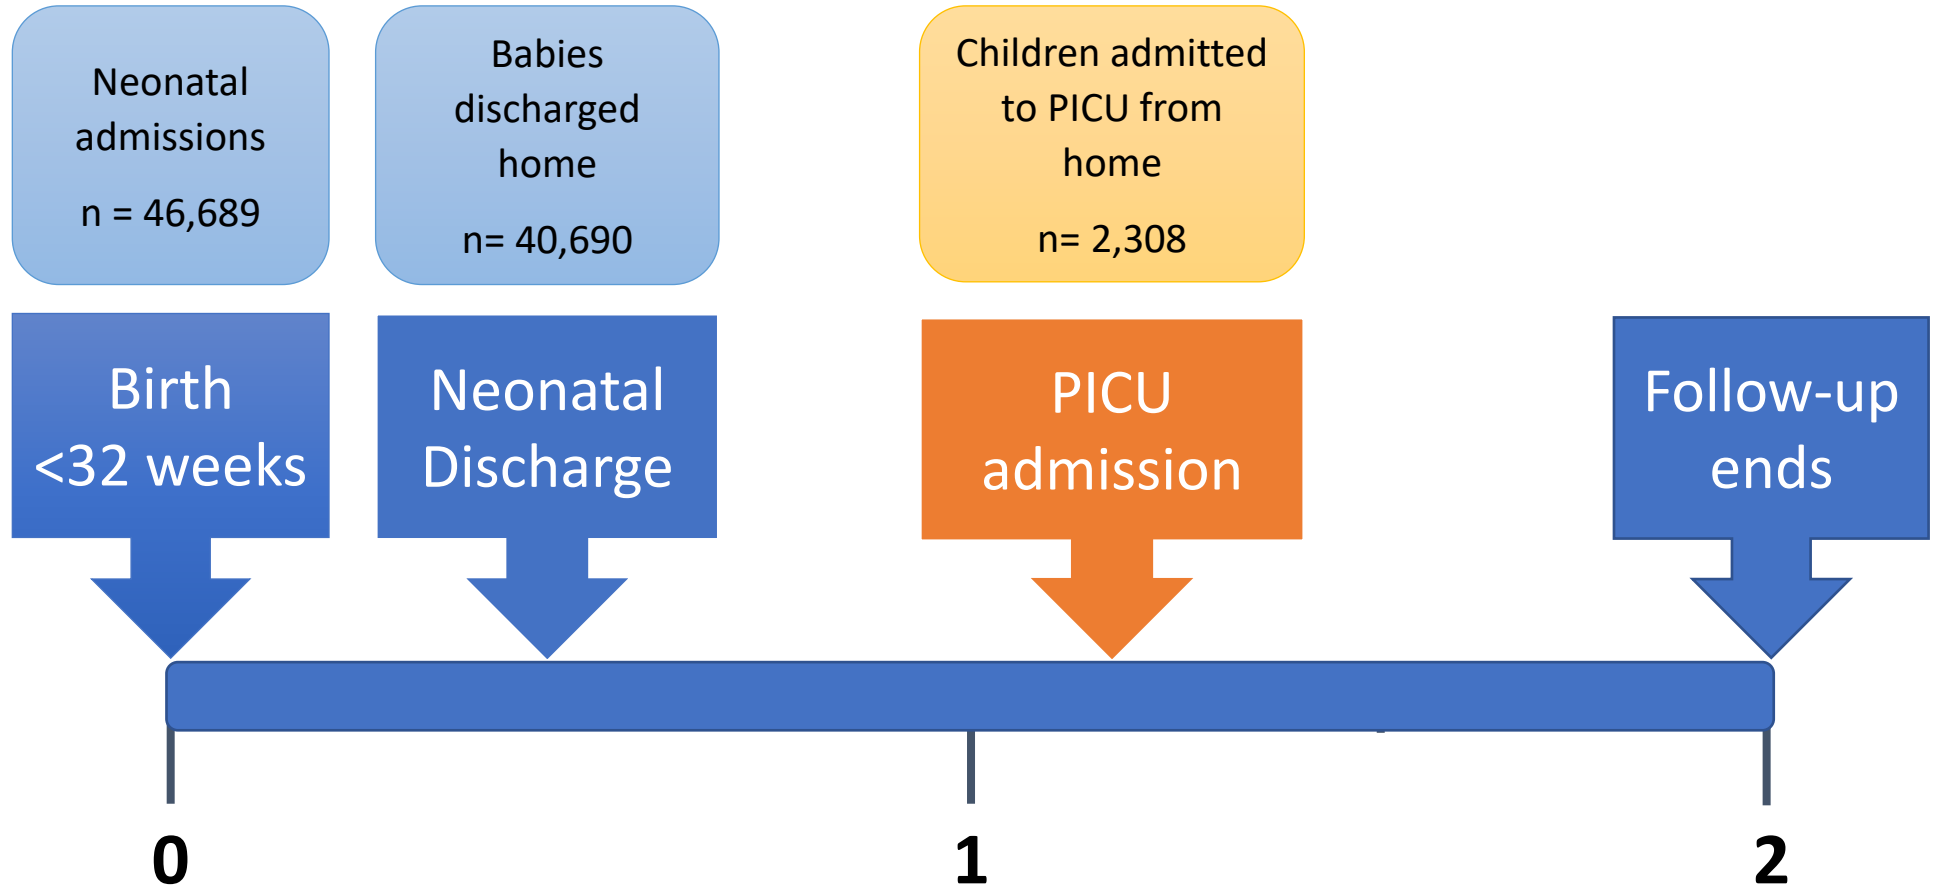 Neonatal
admissions
n = 46,689
Babies
discharged
home
n= 40,690
Children admitted
to PICU from
home
n= 2,308
Birth
<32 weeks
Neonatal
Discharge
PICU
admission
Follow-up
ends
0
1
2